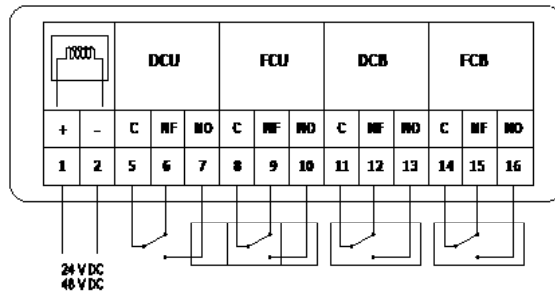 DCU FCU DCB FCB
+ - C NF NO C NF NO C NF NO C NF NO
1 2 5 6 7 8 9 10 11 12 13 14 15 16
24 V DC
48 V DC